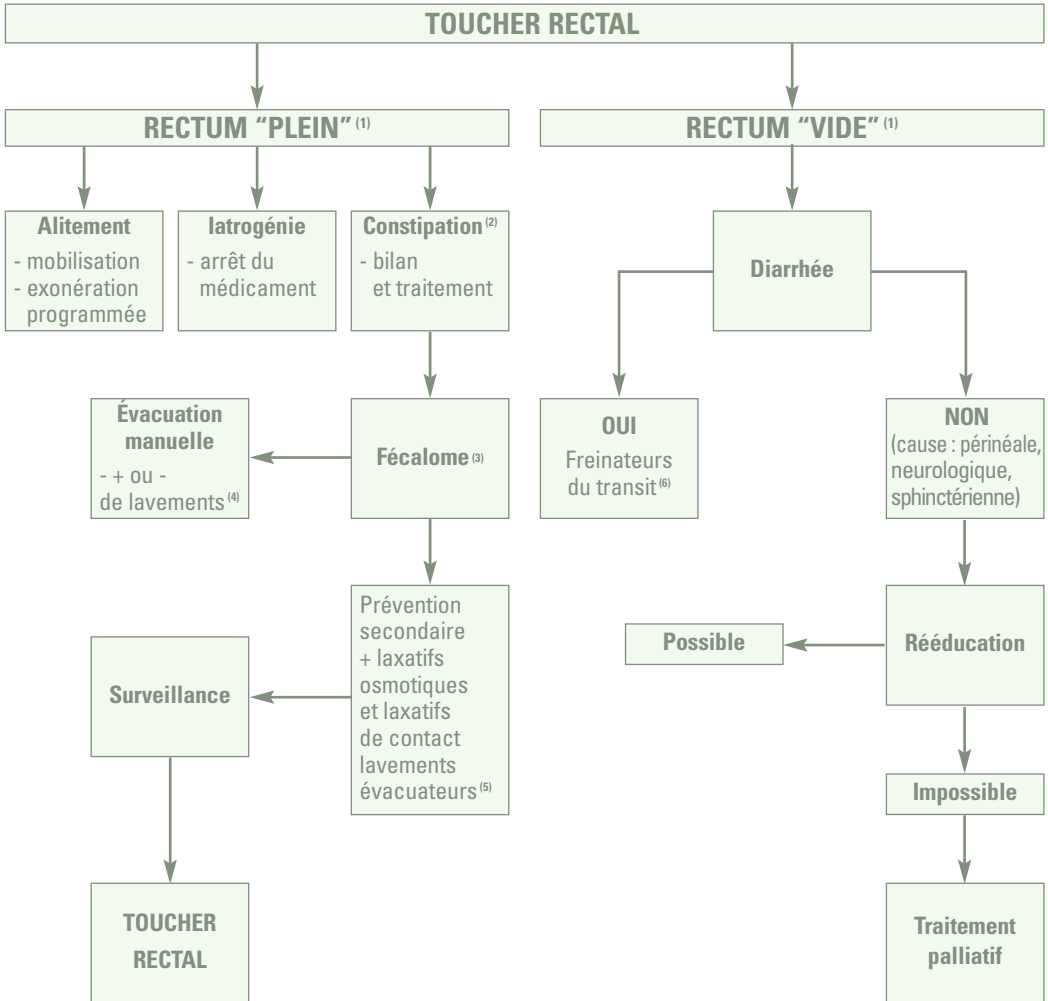 TOUCHER RECTAL
RECTUM “PLEIN” (1)
RECTUM “VIDE” (1)
Alitement
- mobilisation
- exonération
programmée
Iatrogénie
- arrêt du
médicament
Constipation (2)
- bilan
et traitement
Diarrhée
Évacuation
manuelle
- + ou -
de lavements (4)
Fécalome (3)
OUI
Freinateurs
du transit (6)
NON
(cause : périnéale,
neurologique,
sphinctérienne)
Surveillance
Prévention
secondaire
+ laxatifs
osmotiques
et laxatifs
de contact
lavements
évacuateurs (5)
Possible
Rééducation
Impossible
TOUCHER
RECTAL
Traitement
palliatif